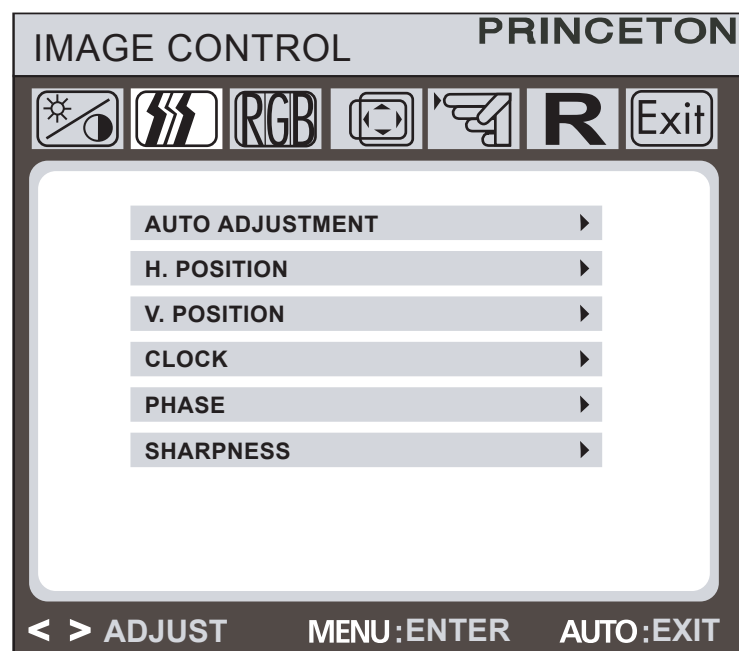 IMAGE CONTROL PRINCETON
RGB R Exit
AUTO ADJUSTMENT
H. POSITION
V. POSITION
CLOCK
PHASE
SHARPNESS
< > ADJUST MENU:ENTER AUTO:EXIT